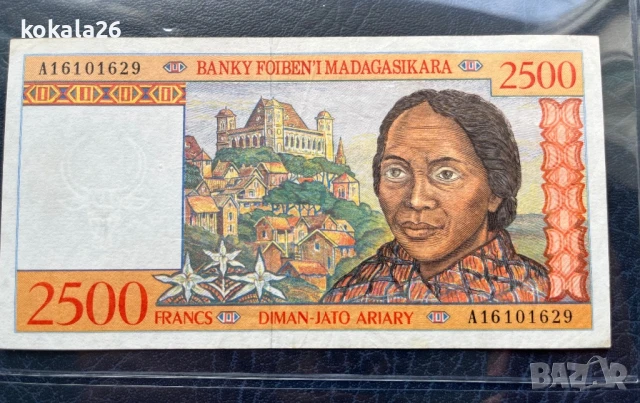 kokala26
A16101629 BANKY FOIBEN'I MADAGASIKARA 2500
2500 FRANCS DIMAN-JATO ARIARY A16101629
BAZAR